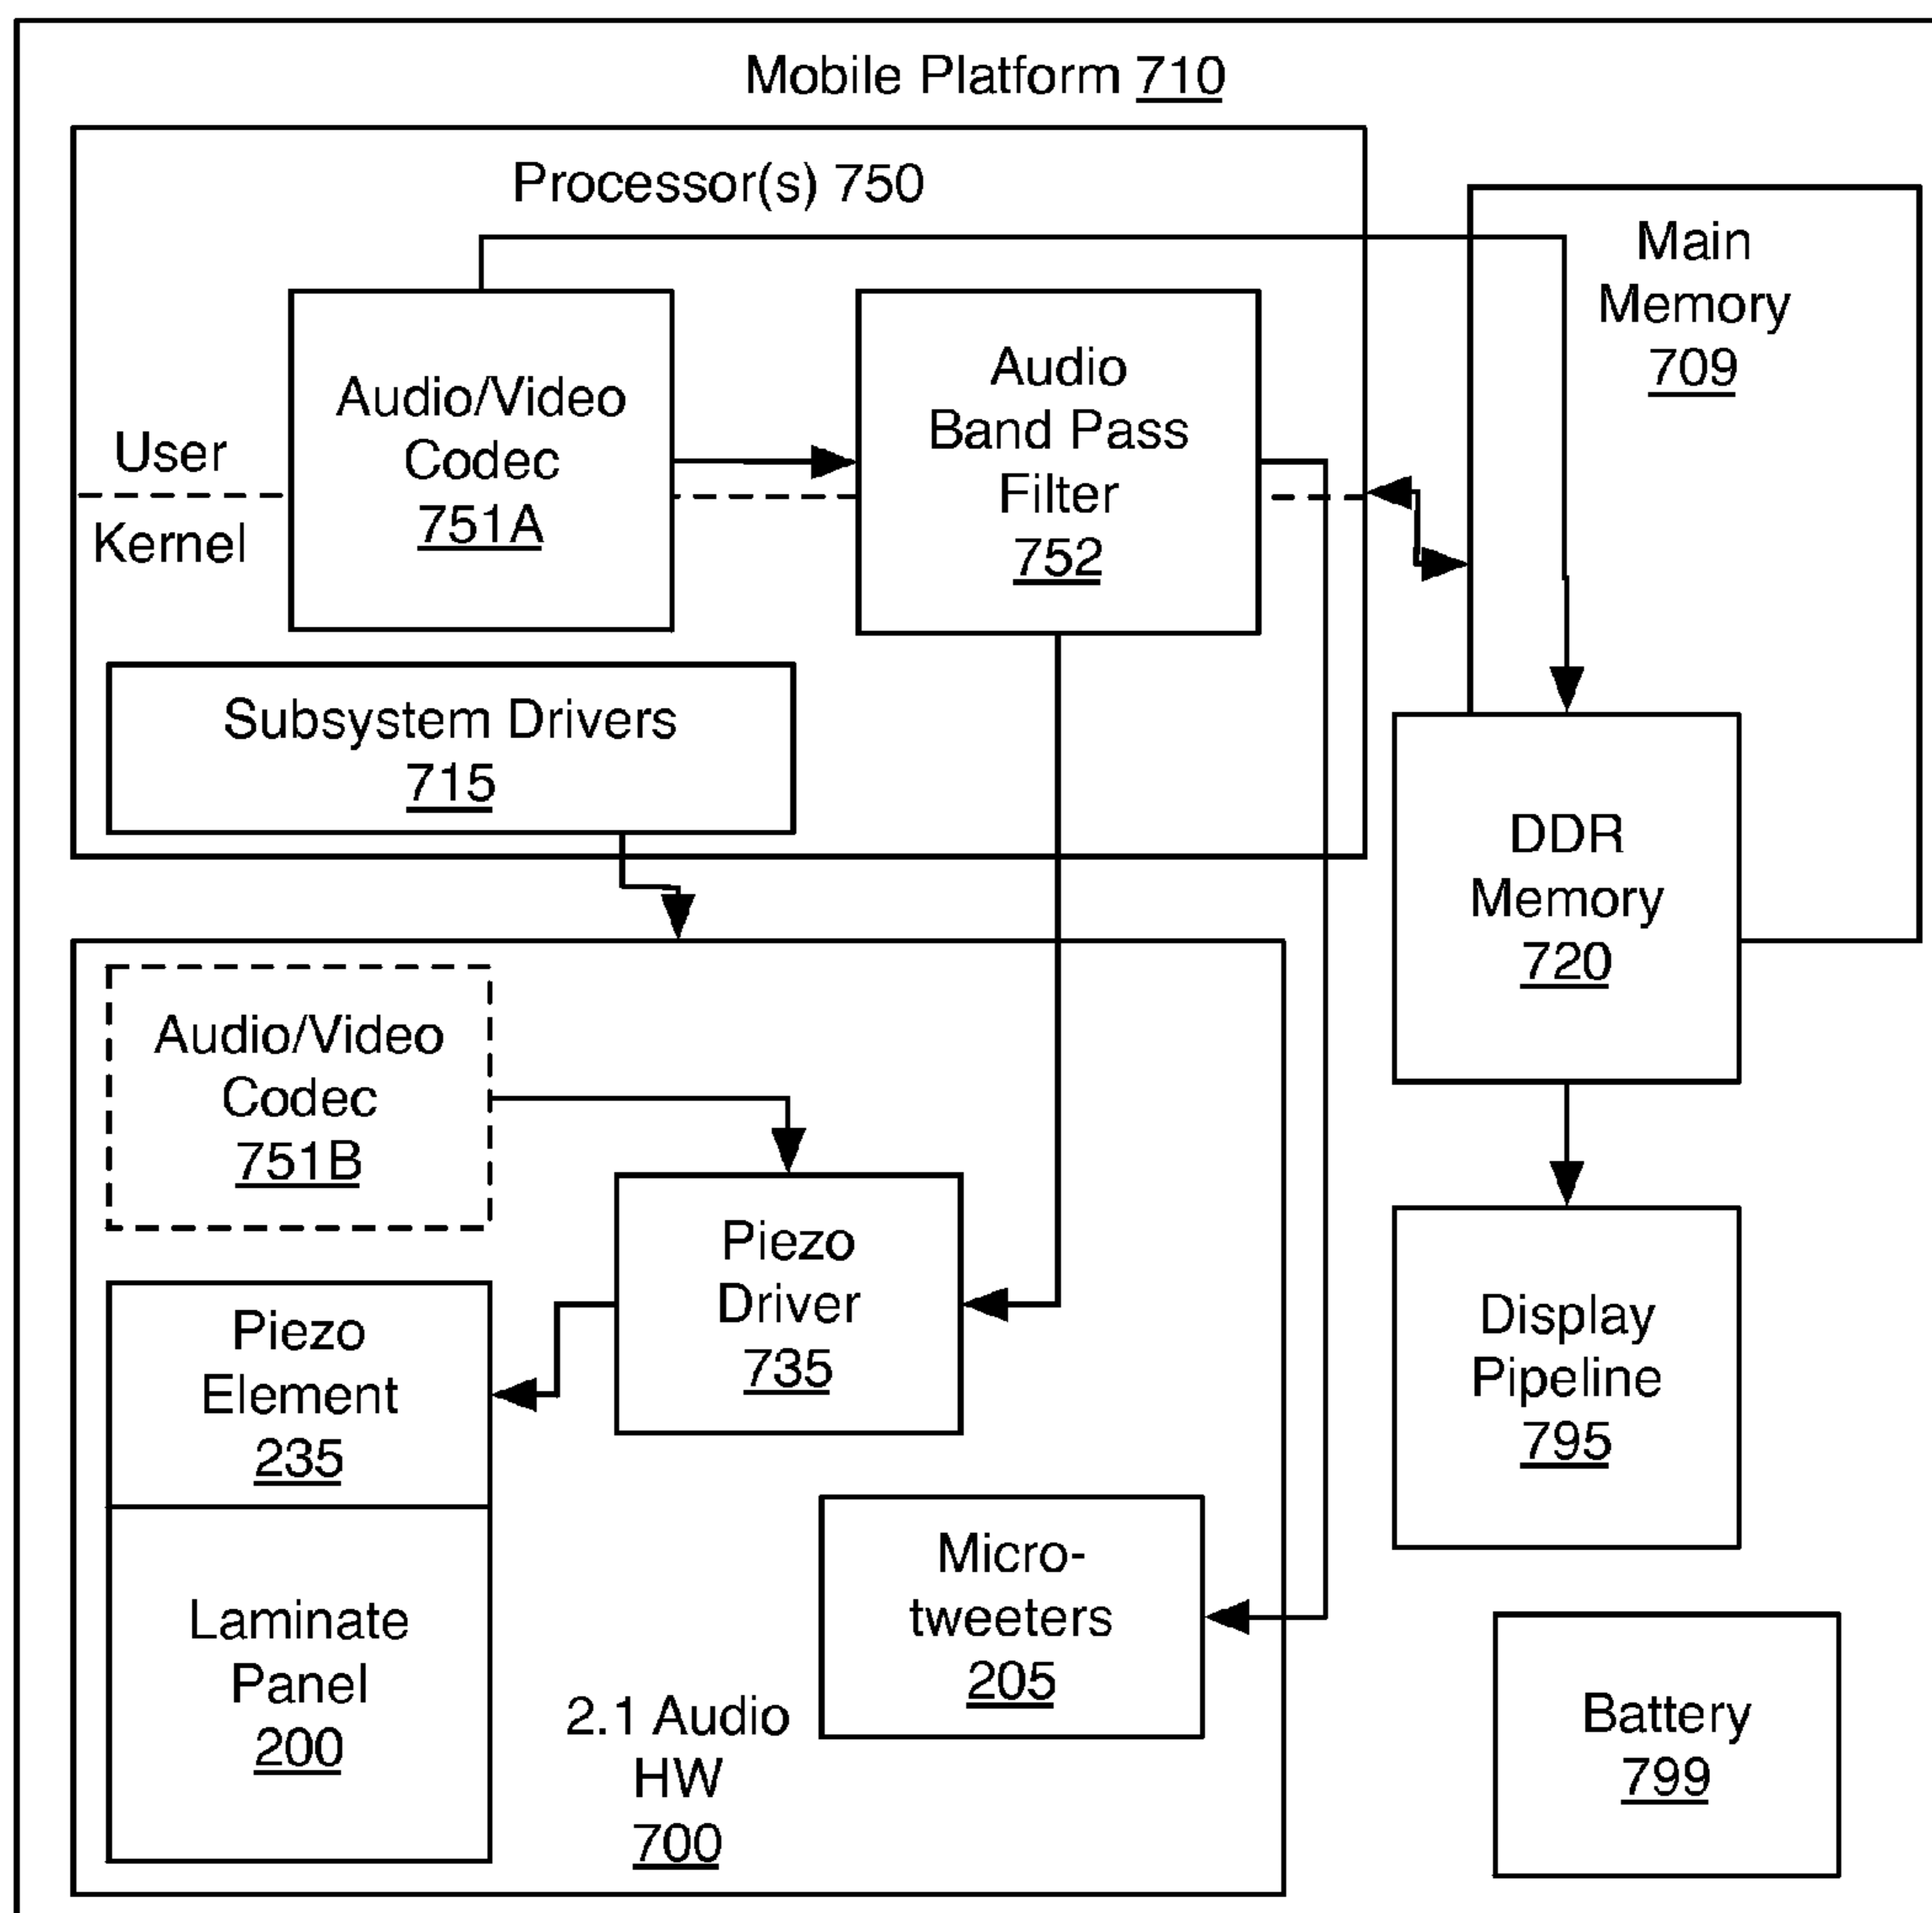 Mobile Platform 710
Processor(s) 750
Main
Memory
709
Audio/Video
Codec
751A
Audio
Band Pass
Filter
752
User
Kernel
Subsystem Drivers
715
DDR
Memory
720
Audio/Video
Codec
751B
Piezo
Driver
735
Piezo
Element
235
Display
Pipeline
795
Laminate
Panel
200
Micro-
tweeters
205
2.1 Audio
HW
700
Battery
799